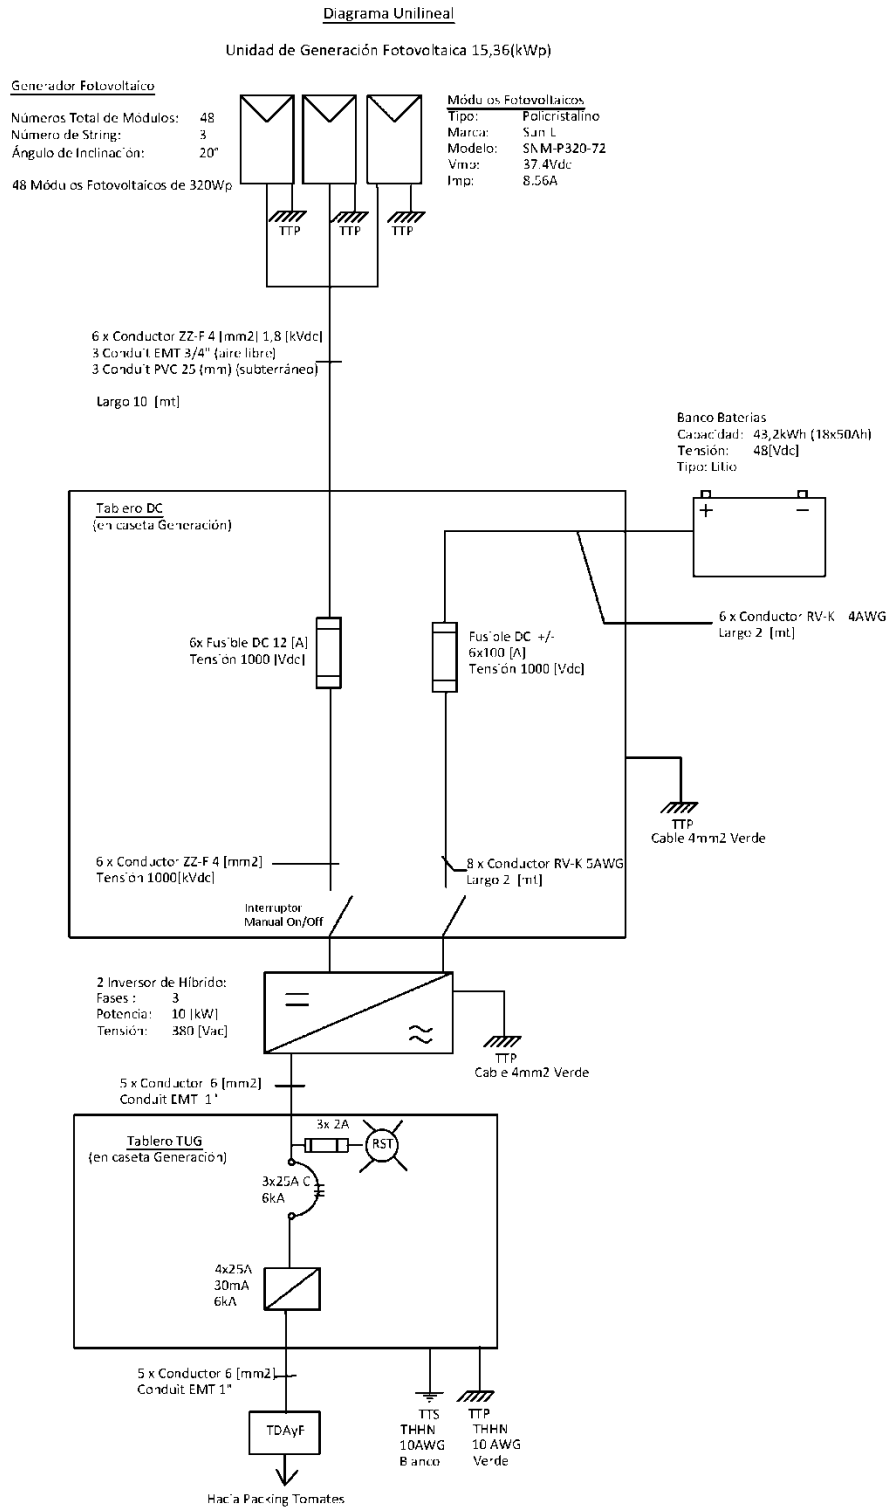 Diagrama Unilineal
Unidad de Generación Fotovoltaica 15,36(kWp)
Generador Fotovoltaíco
Números Total de Módulos: 48
Número de String: 3
Ángulo de Inclinación: 20°
48 Módulos Fotovoltaícos de 320Wp
Módulos Fotovoltaicos
Tipo: Policristalino
Marca: Sun L
Modelo: SNM-P320-72
Vmp: 37.4Vdc
Imp: 8.56A
TTP
TTP
TTP
6 x Conductor ZZ-F 4 [mm2] 1,8 [kVdc]
3 Conduit EMT 3/4" (aire libre)
3 Conduit PVC 25 (mm) (subterráneo)
Largo 10 [mt]
Banco Baterias
Capacidad: 43,2kWh (18x50Ah)
Tensión: 48[Vdc]
Tipo: Litio
+ −
Tablero DC
(en caseta Generación)
6 x Conductor RV-K 4AWG
Largo 2 [mt]
6x Fusible DC 12 [A]
Tensión 1000 [Vdc]
Fusible DC +/-
6x100 [A]
Tensión 1000 [Vdc]
TTP
Cable 4mm2 Verde
6 x Conductor ZZ-F 4 [mm2]
Tensión 1000[kVdc]
8 x Conductor RV-K 5AWG
Largo 2 [mt]
Interruptor
Manual On/Off
2 Inversor de Híbrido:
Fases : 3
Potencia: 10 [kW]
Tensión: 380 [Vac]
TTP
Cable 4mm2 Verde
5 x Conductor 6 [mm2]
Conduit EMT 1"
Tablero TUG
(en caseta Generación)
3x 2A
RST
3x25A C
6kA
4x25A
30mA
6kA
5 x Conductor 6 [mm2]
Conduit EMT 1"
TTS
THHN
10AWG
Blanco
TTP
THHN
10 AWG
Verde
TDAyF
Hacía Packing Tomates